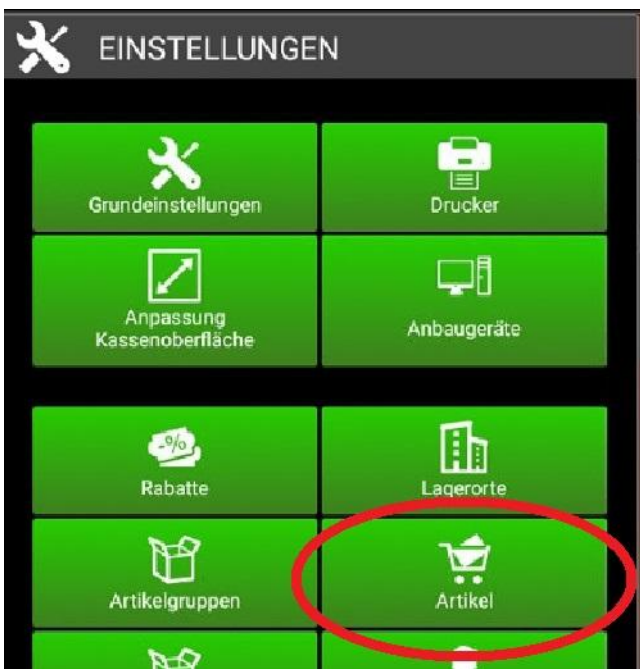 EINSTELLUNGEN
Grundeinstellungen
Drucker
Anpassung
Kassenoberfläche
Anbaugeräte
-%
Rabatte
Lagerorte
Artikelgruppen
Artikel